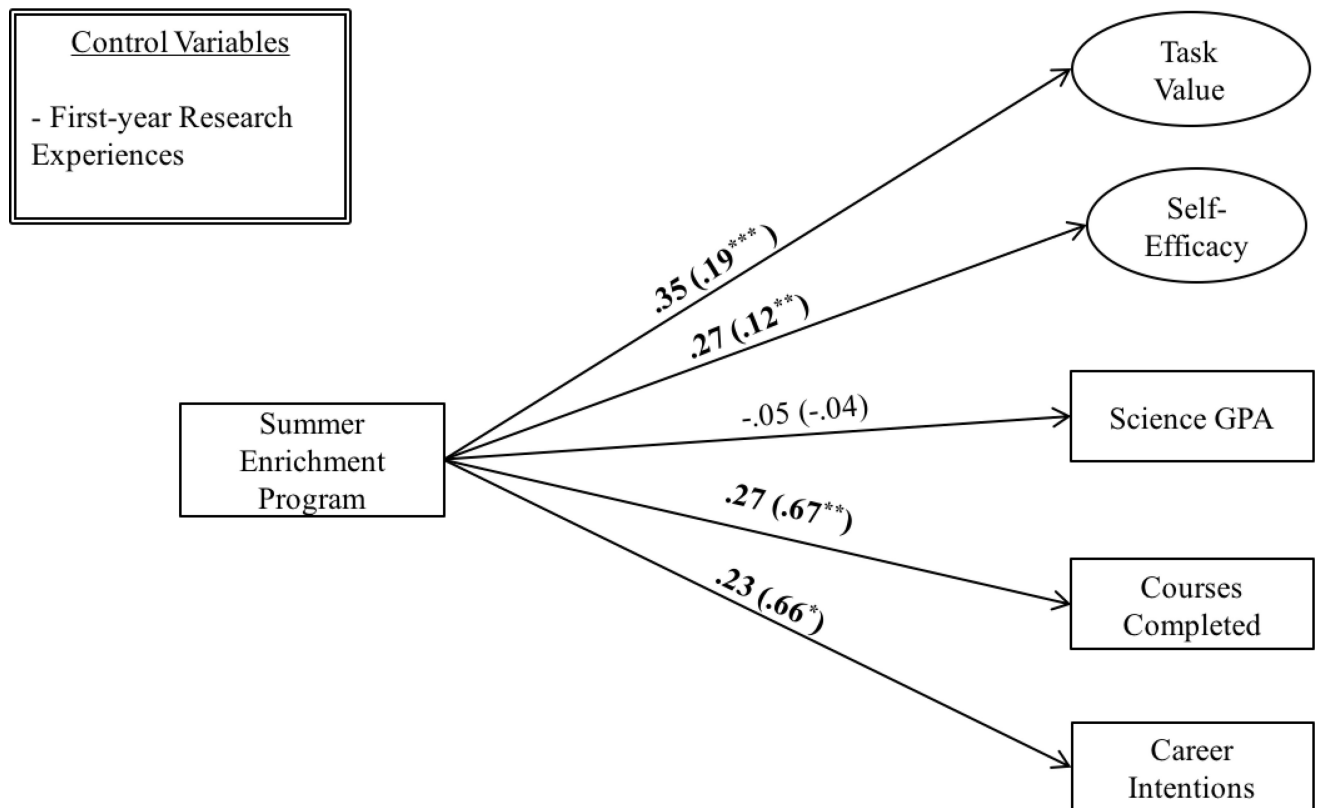 Control Variables
- First-year Research
Experiences
Task
Value
Self-
Efficacy
.35 (.19***)
.27 (.12**)
-.05 (-.04)
Science GPA
Summer
Enrichment
Program
.27 (.67**)
.23 (.66*)
Courses
Completed
Career
Intentions